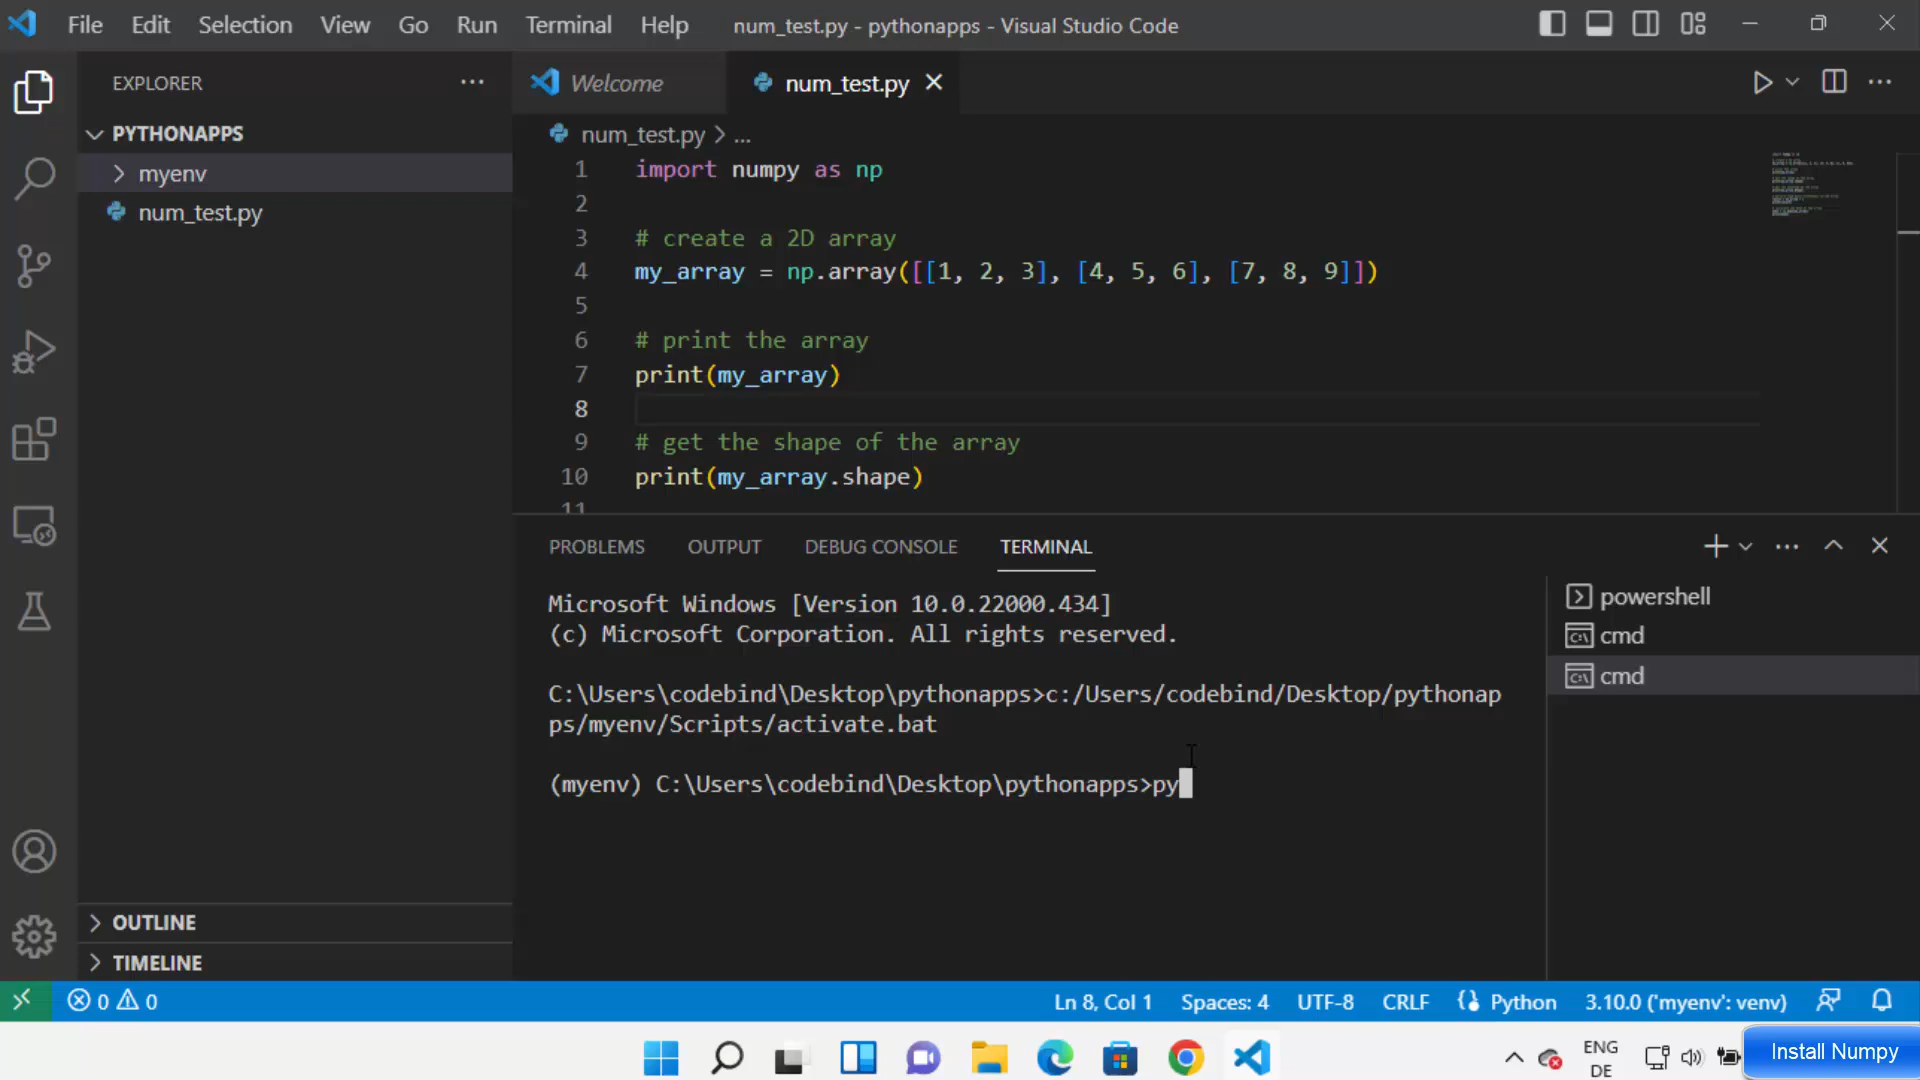 File Edit Selection View Go Run Terminal Help num_test.py - pythonapps - Visual Studio Code
EXPLORER
PYTHONAPPS
myenv
num_test.py
OUTLINE
TIMELINE
Welcome num_test.py
num_test.py > ...
1 import numpy as np
2
3 # create a 2D array
4 my_array = np.array([[1, 2, 3], [4, 5, 6], [7, 8, 9]])
5
6 # print the array
7 print(my_array)
8
9 # get the shape of the array
10 print(my_array.shape)
11
PROBLEMS OUTPUT DEBUG CONSOLE TERMINAL
Microsoft Windows [Version 10.0.22000.434]
(c) Microsoft Corporation. All rights reserved.
C:\Users\codebind\Desktop\pythonapps>c:/Users/codebind/Desktop/pythonap
ps/myenv/Scripts/activate.bat
(myenv) C:\Users\codebind\Desktop\pythonapps>py
powershell
cmd
cmd
0 0 Ln 8, Col 1 Spaces: 4 UTF-8 CRLF Python 3.10.0 ('myenv': venv)
ENG
DE
Install Numpy